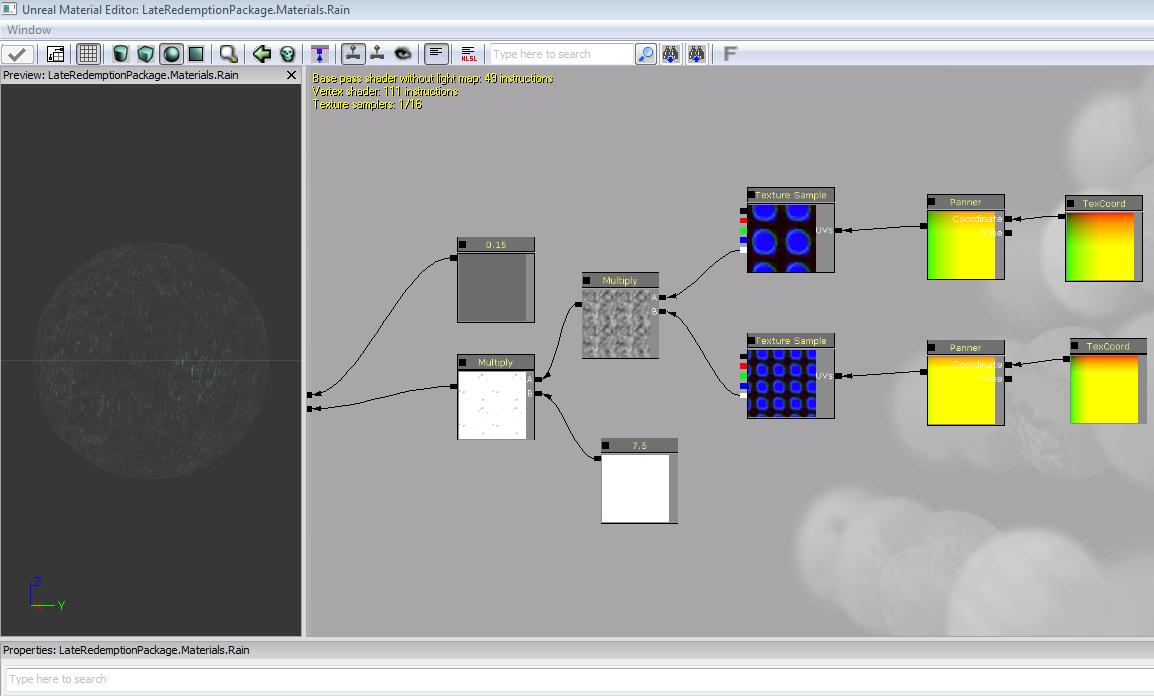 Unreal Material Editor: LateRedemptionPackage.Materials.Rain
Window
HLSL
Type here to search
F
Preview: LateRedemptionPackage.Materials.Rain
Base pass shader without light map: 49 instructions
Vertex shader: 111 instructions
Texture samplers: 1/16
Texture Sample
UVs
Panner
Coordinate
Time
TexCoord
0.15
Multiply
A
B
Texture Sample
UVs
Panner
Coordinate
Time
TexCoord
Multiply
A
B
7.5
Z
X
Y
Properties: LateRedemptionPackage.Materials.Rain
Type here to search